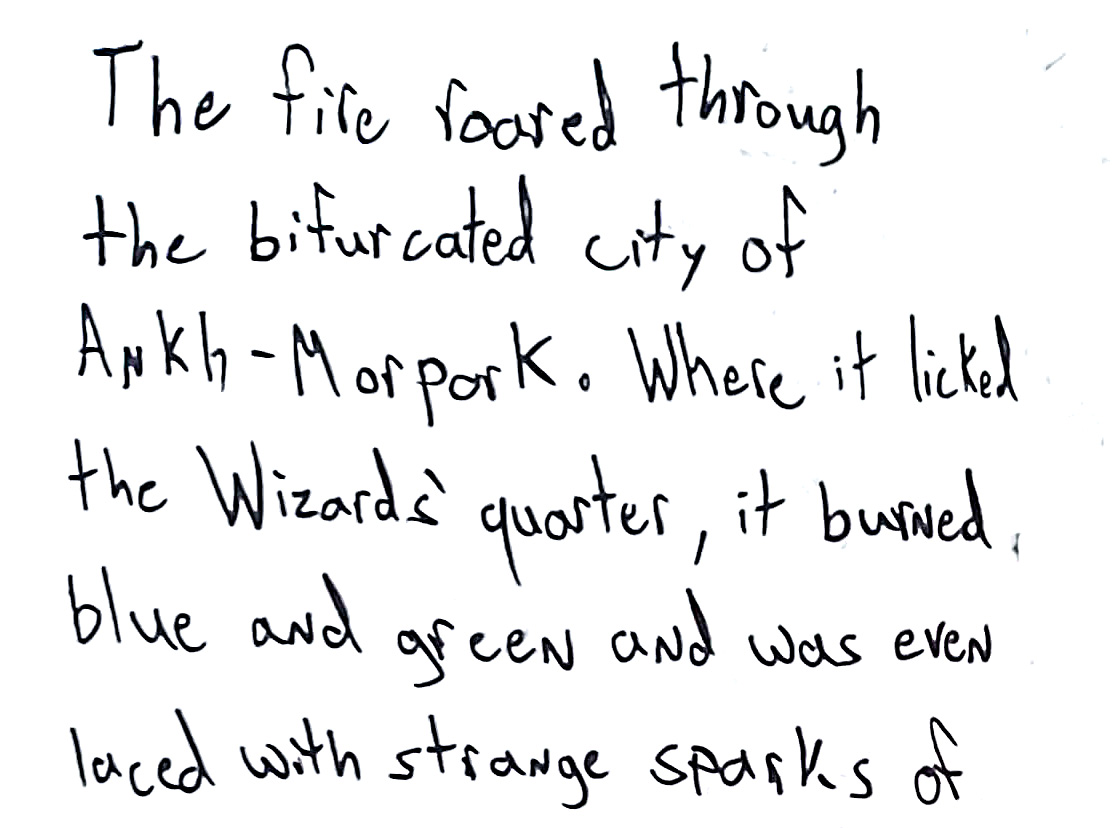 The fire roared through
the bifurcated city of
Ankh-Morpork. Where it licked
the Wizards' quarter, it burned
blue and green and was even
laced with strange sparks of